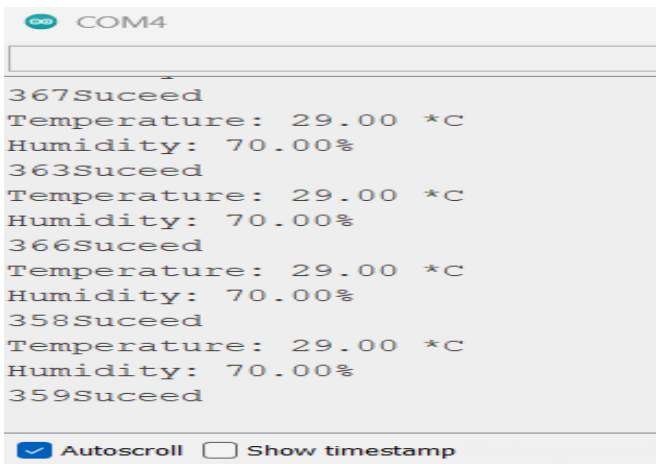 COM4
367Suceed
Temperature: 29.00 *C
Humidity: 70.00%
363Suceed
Temperature: 29.00 *C
Humidity: 70.00%
366Suceed
Temperature: 29.00 *C
Humidity: 70.00%
358Suceed
Temperature: 29.00 *C
Humidity: 70.00%
359Suceed
Autoscroll Show timestamp